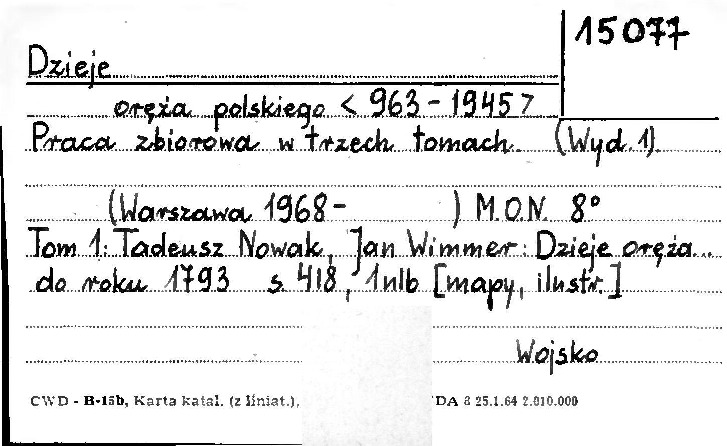 15077
Dzieje
oręża polskiego <963-1945>
Praca zbiorowa w trzech tomach. (Wyd. 1).
(Warszawa 1968- ) M.O.N. 8°
Tom 1: Tadeusz Nowak, Jan Wimmer: Dzieje oręża...
do roku 1793 s. 418, 1 nlb [mapy, ilustr.]
Wojsko
CWD - B-15b, Karta katal. (z liniat.), DA 8 25.1.64 2.010.000